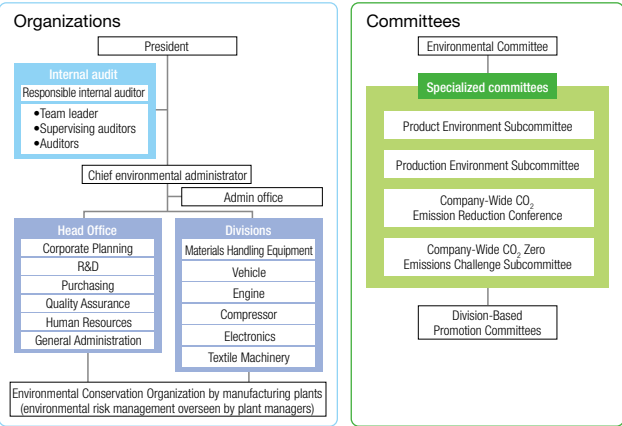 Organizations
President
Internal audit
Responsible internal auditor
●Team leader
●Supervising auditors
●Auditors
Chief environmental administrator
Admin office
Head Office
Corporate Planning
R&D
Purchasing
Quality Assurance
Human Resources
General Administration
Divisions
Materials Handling Equipment
Vehicle
Engine
Compressor
Electronics
Textile Machinery
Environmental Conservation Organization by manufacturing plants
(environmental risk management overseen by plant managers)
Committees
Environmental Committee
Specialized committees
Product Environment Subcommittee
Production Environment Subcommittee
Company-Wide CO₂
Emission Reduction Conference
Company-Wide CO₂ Zero
Emissions Challenge Subcommittee
Division-Based
Promotion Committees